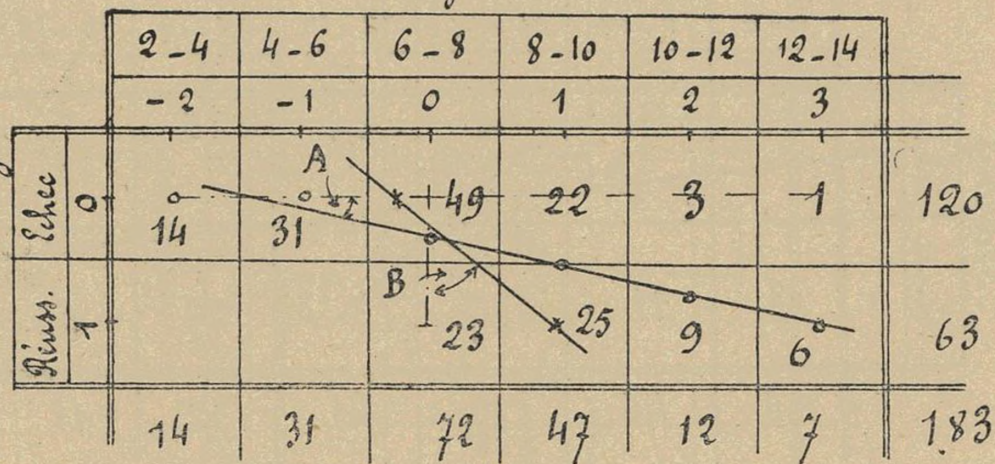 2-4 4-6 6-8 8-10 10-12 12-14
-2 -1 0 1 2 3
A
Echec 0 14 31 49 22 3 1 120
B
Réuss. 1 23 25 9 6 63
14 31 72 47 12 7 183